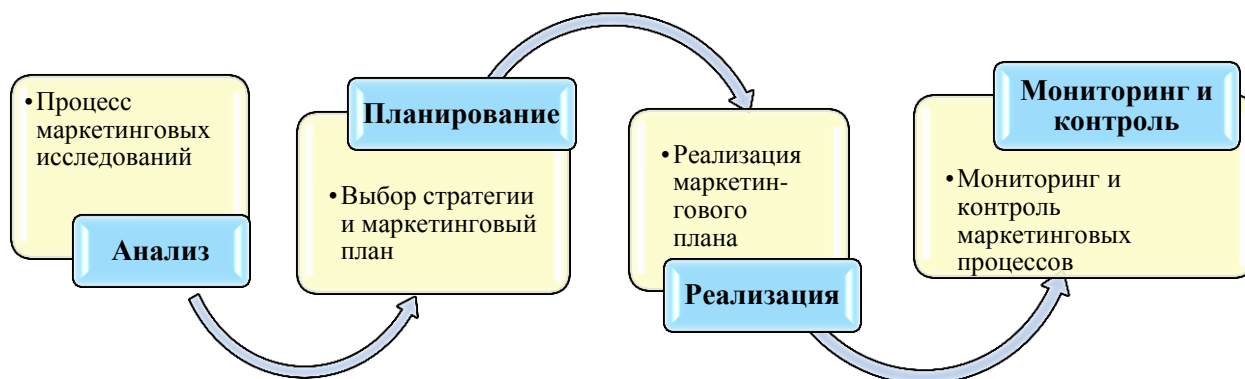 •Процесс
маркетинговых
исследований
Анализ
Планирование
•Выбор стратегии
и маркетинговый
план
•Реализация
маркетин-
гового
плана
Реализация
Мониторинг и
контроль
•Мониторинг и
контроль
маркетинговых
процессов